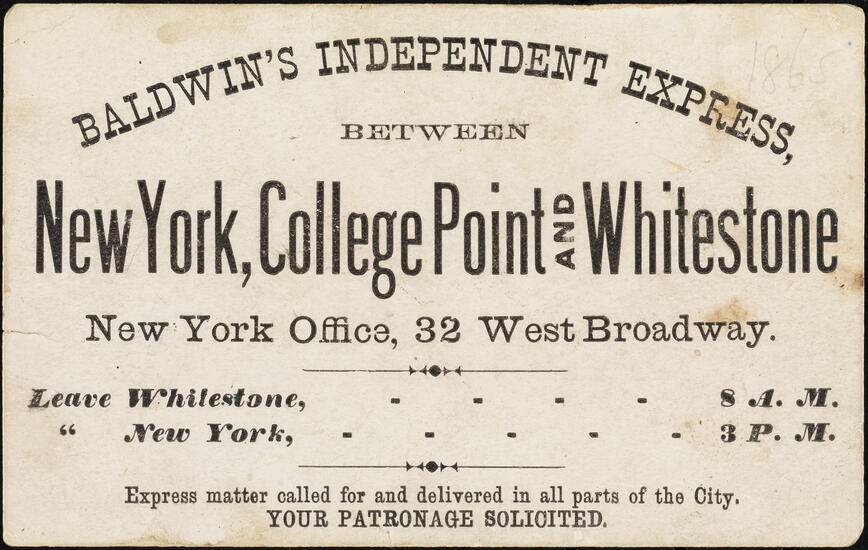 BALDWIN'S INDEPENDENT EXPRESS,
1865
BETWEEN
New York, College Point AND Whitestone
New York Office, 32 West Broadway.
Leave Whitestone, - - - - 8 A. M.
“ New York, - - - - - 3 P. M.
Express matter called for and delivered in all parts of the City.
YOUR PATRONAGE SOLICITED.